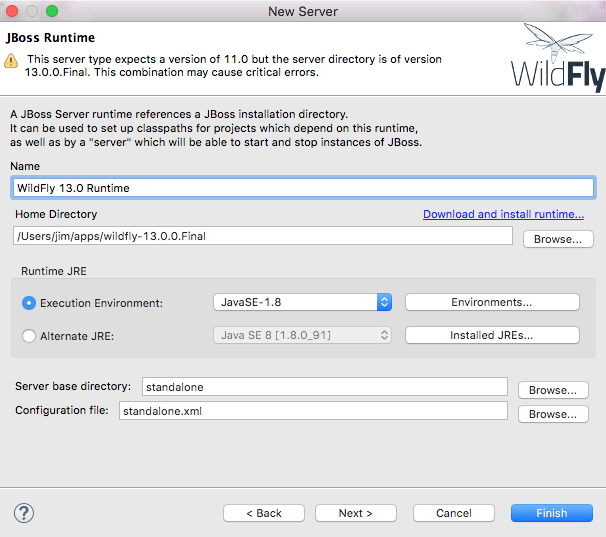 New Server
JBoss Runtime
This server type expects a version of 11.0 but the server directory is of version
13.0.0.Final. This combination may cause critical errors.
WildFly
A JBoss Server runtime references a JBoss installation directory.
It can be used to set up classpaths for projects which depend on this runtime,
as well as by a "server" which will be able to start and stop instances of JBoss.
Name
WildFly 13.0 Runtime
Home Directory
Download and install runtime...
/Users/jim/apps/wildfly-13.0.0.Final
Browse...
Runtime JRE
Execution Environment:
JavaSE-1.8
Environments...
Alternate JRE:
Java SE 8 [1.8.0_91]
Installed JREs...
Server base directory:
standalone
Browse...
Configuration file:
standalone.xml
Browse...
?
< Back
Next >
Cancel
Finish